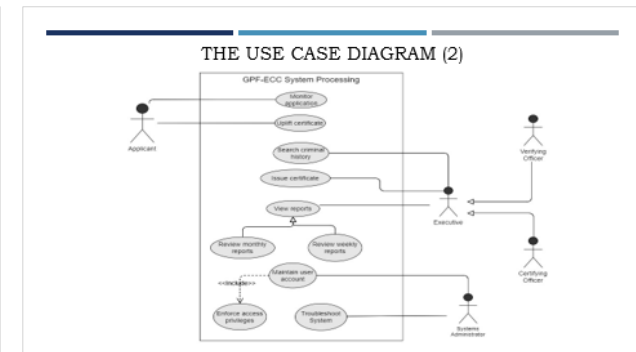 THE USE CASE DIAGRAM (2)
GPF-ECC System Processing
Monitor
application
Uplift certificate
Applicant
Search criminal
history
Verifying
Officer
Issue certificate
View reports
Executive
Review monthly
reports
Review weekly
reports
Certifying
Officer
Maintain user
account
<<Include>>
Enforce access
privileges
Troubleshoot
System
Systems
Administrator